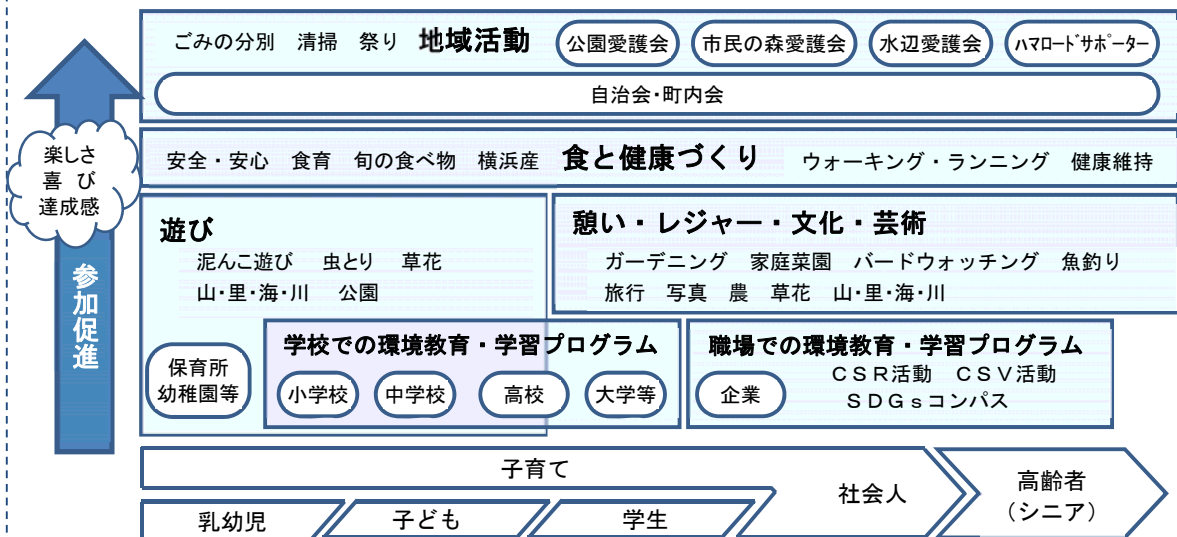 ごみの分別 清掃 祭り 地域活動 公園愛護会 市民の森愛護会 水辺愛護会 ﾊﾏﾛｰﾄﾞｻﾎﾟｰﾀｰ
自治会・町内会
楽しさ
喜 び
達成感
参加促進
安全・安心 食育 旬の食べ物 横浜産 食と健康づくり ウォーキング・ランニング 健康維持
遊び
泥んこ遊び 虫とり 草花
山・里・海・川 公園
憩い・レジャー・文化・芸術
ガーデニング 家庭菜園 バードウォッチング 魚釣り
旅行 写真 農 草花 山・里・海・川
保育所
幼稚園等
学校での環境教育・学習プログラム
小学校 中学校 高校 大学等
職場での環境教育・学習プログラム
企業
ＣＳＲ活動 ＣＳＶ活動
ＳＤＧｓコンパス
子育て
乳幼児 子ども 学生
社会人
高齢者
（シニア）